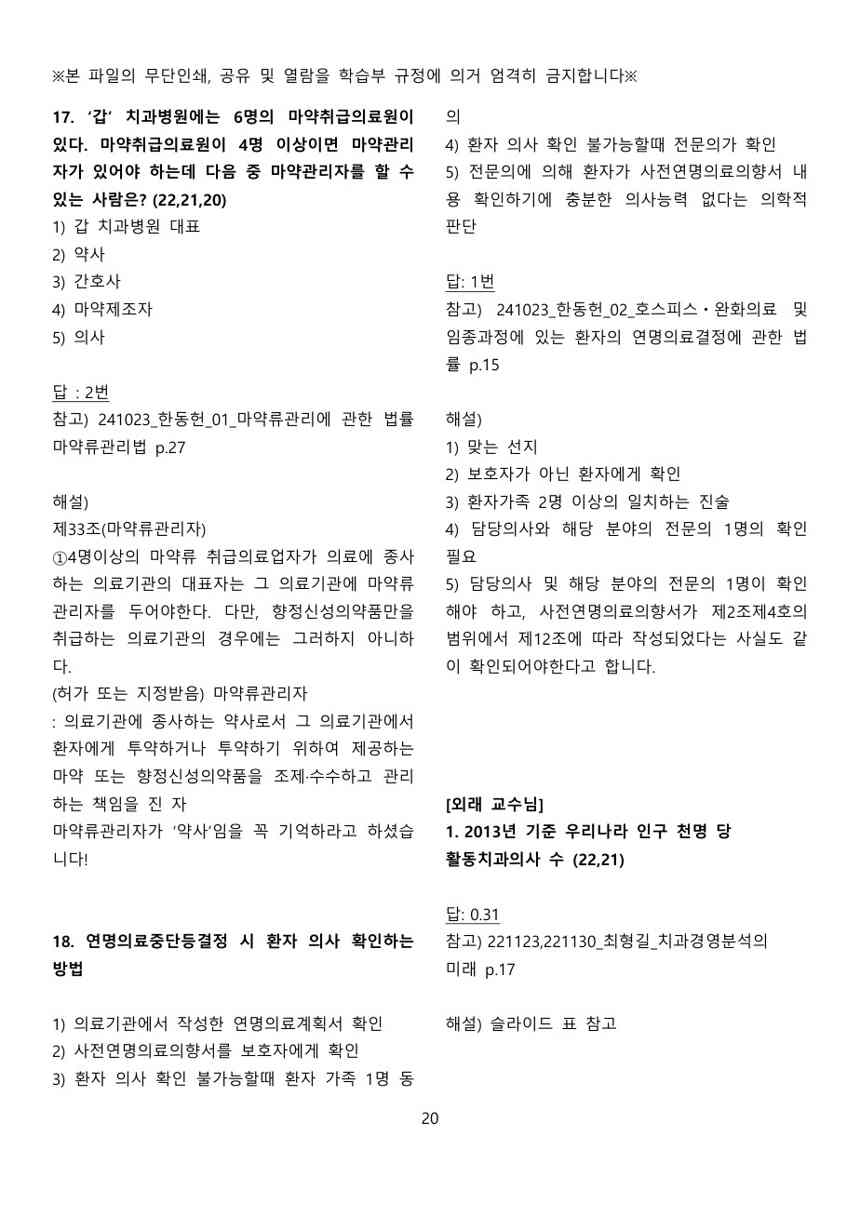 ※본 파일의 무단인쇄, 공유 및 열람을 학습부 규정에 의거 엄격히 금지합니다※
17. ‘갑’ 치과병원에는 6명의 마약취급의료원이
있다. 마약취급의료원이 4명 이상이면 마약관리
자가 있어야 하는데 다음 중 마약관리자를 할 수
있는 사람은? (22,21,20)
1) 갑 치과병원 대표
2) 약사
3) 간호사
4) 마약제조자
5) 의사
답 : 2번
참고) 241023_한동헌_01_마약류관리에 관한 법률
마약류관리법 p.27
해설)
제33조(마약류관리자)
①4명이상의 마약류 취급의료업자가 의료에 종사
하는 의료기관의 대표자는 그 의료기관에 마약류
관리자를 두어야한다. 다만, 향정신성의약품만을
취급하는 의료기관의 경우에는 그러하지 아니하
다.
(허가 또는 지정받음) 마약류관리자
: 의료기관에 종사하는 약사로서 그 의료기관에서
환자에게 투약하거나 투약하기 위하여 제공하는
마약 또는 향정신성의약품을 조제·수수하고 관리
하는 책임을 진 자
마약류관리자가 ‘약사’임을 꼭 기억하라고 하셨습
니다!
18. 연명의료중단등결정 시 환자 의사 확인하는
방법
1) 의료기관에서 작성한 연명의료계획서 확인
2) 사전연명의료의향서를 보호자에게 확인
3) 환자 의사 확인 불가능할때 환자 가족 1명 동
의
4) 환자 의사 확인 불가능할때 전문의가 확인
5) 전문의에 의해 환자가 사전연명의료의향서 내
용 확인하기에 충분한 의사능력 없다는 의학적
판단
답: 1번
참고) 241023_한동헌_02_호스피스・완화의료 및
임종과정에 있는 환자의 연명의료결정에 관한 법
률 p.15
해설)
1) 맞는 선지
2) 보호자가 아닌 환자에게 확인
3) 환자가족 2명 이상의 일치하는 진술
4) 담당의사와 해당 분야의 전문의 1명의 확인
필요
5) 담당의사 및 해당 분야의 전문의 1명이 확인
해야 하고, 사전연명의료의향서가 제2조제4호의
범위에서 제12조에 따라 작성되었다는 사실도 같
이 확인되어야한다고 합니다.
[외래 교수님]
1. 2013년 기준 우리나라 인구 천명 당
활동치과의사 수 (22,21)
답: 0.31
참고) 221123,221130_최형길_치과경영분석의
미래 p.17
해설) 슬라이드 표 참고
20